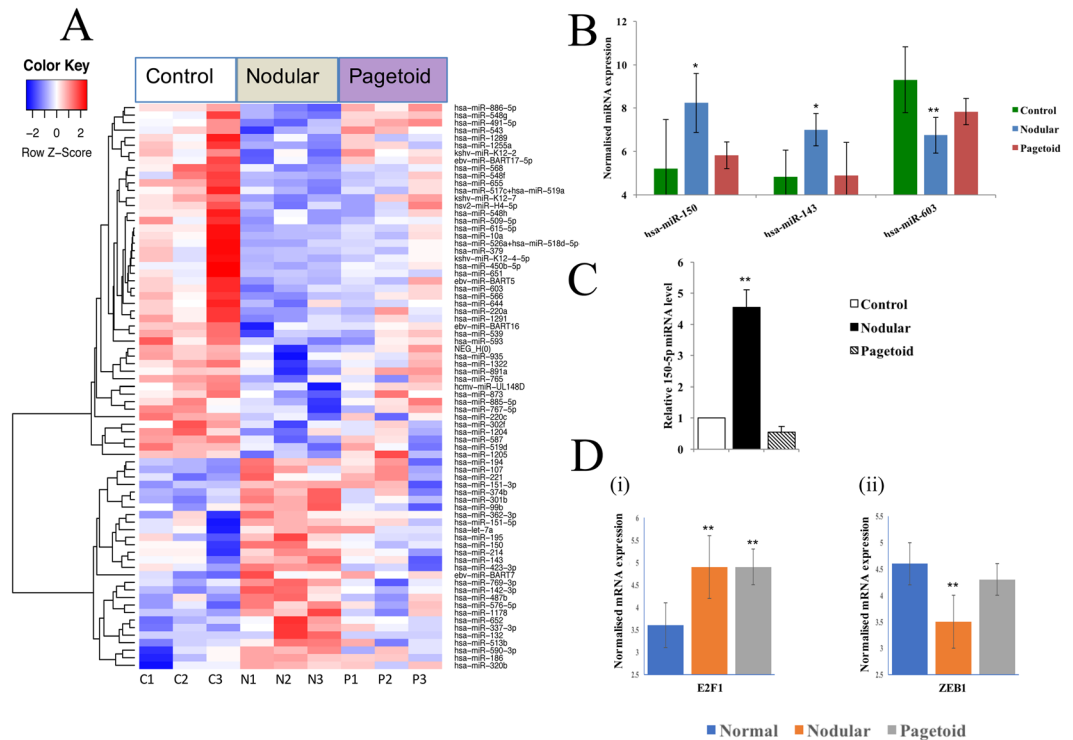 A
Color Key
−2 0 2
Row Z-Score
Control Nodular Pagetoid
hsa-miR-886-5p
hsa-miR-548g
hsa-miR-491-5p
hsa-miR-543
hsa-miR-1289
hsa-miR-1255a
kshv-miR-K12-2
ebv-miR-BART17-5p
hsa-miR-568
hsa-miR-548f
hsa-miR-655
hsa-miR-517c+hsa-miR-519a
kshv-miR-K12-7
hsv2-miR-H4-5p
hsa-miR-548h
hsa-miR-509-5p
hsa-miR-615-5p
hsa-miR-10a
hsa-miR-526a+hsa-miR-518d-5p
hsa-miR-379
kshv-miR-K12-4-5p
hsa-miR-450b-5p
hsa-miR-651
ebv-miR-BART5
hsa-miR-603
hsa-miR-566
hsa-miR-644
hsa-miR-220a
hsa-miR-1291
ebv-miR-BART16
hsa-miR-539
hsa-miR-593
NEG_H(0)
hsa-miR-935
hsa-miR-1322
hsa-miR-891a
hsa-miR-765
hcmv-miR-UL148D
hsa-miR-873
hsa-miR-885-5p
hsa-miR-767-5p
hsa-miR-220c
hsa-miR-302f
hsa-miR-1204
hsa-miR-587
hsa-miR-519d
hsa-miR-1205
hsa-miR-194
hsa-miR-107
hsa-miR-221
hsa-miR-151-3p
hsa-miR-374b
hsa-miR-301b
hsa-miR-99b
hsa-miR-362-3p
hsa-miR-151-5p
hsa-let-7a
hsa-miR-195
hsa-miR-150
hsa-miR-214
hsa-miR-143
hsa-miR-423-3p
ebv-miR-BART7
hsa-miR-769-3p
hsa-miR-142-3p
hsa-miR-487b
hsa-miR-576-5p
hsa-miR-1178
hsa-miR-652
hsa-miR-337-3p
hsa-miR-132
hsa-miR-513b
hsa-miR-590-3p
hsa-miR-186
hsa-miR-320b
C1 C2 C3 N1 N2 N3 P1 P2 P3
B
Normalised miRNA expression
12
10
8
6
4
*
*
**
hsa-miR-150
hsa-miR-143
hsa-miR-603
Control
Nodular
Pagetoid
C
Relative 150-5p miRNA level
6
5
4
3
2
1
0
**
Control
Nodular
Pagetoid
D
(i)
Normalised mRNA expression
6
5.5
5
4.5
4
3.5
3
2.5
**
**
E2F1
(ii)
Normalised mRNA expression
5.5
5
4.5
4
3.5
3
2.5
**
ZEB1
Normal Nodular Pagetoid